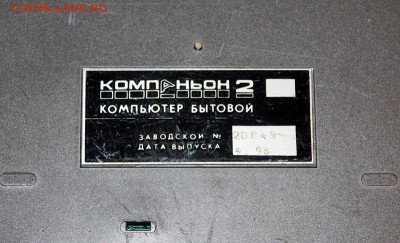 КОМПАНЬОН 2
КОМПЬЮТЕР БЫТОВОЙ
ЗАВОДСКОЙ №
ДАТА ВЫПУСКА